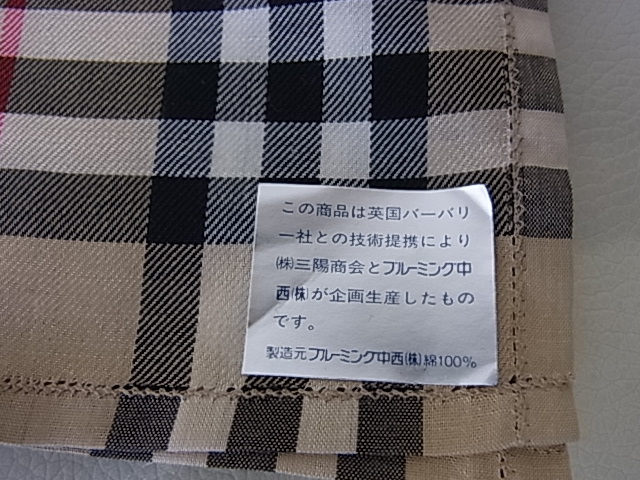 この商品は英国バーバリ
一社との技術提携により
㈱三陽商会とブルーミング中
西㈱が企画生産したもの
です。
製造元ブルーミング中西㈱綿100%